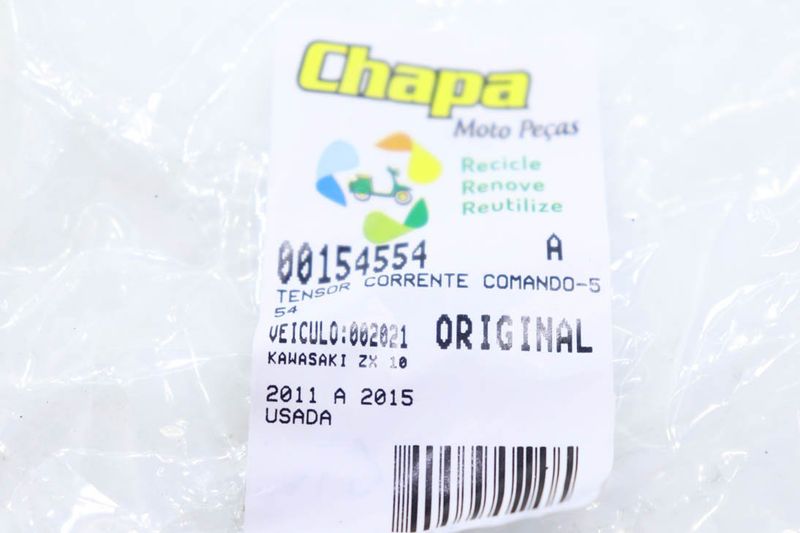 Chapa
Moto Peças
Recicle
Renove
Reutilize
00154554 A
TENSOR CORRENTE COMANDO-5
54
VEICULO:002021 ORIGINAL
KAWASAKI ZX 10
2011 A 2015
USADA